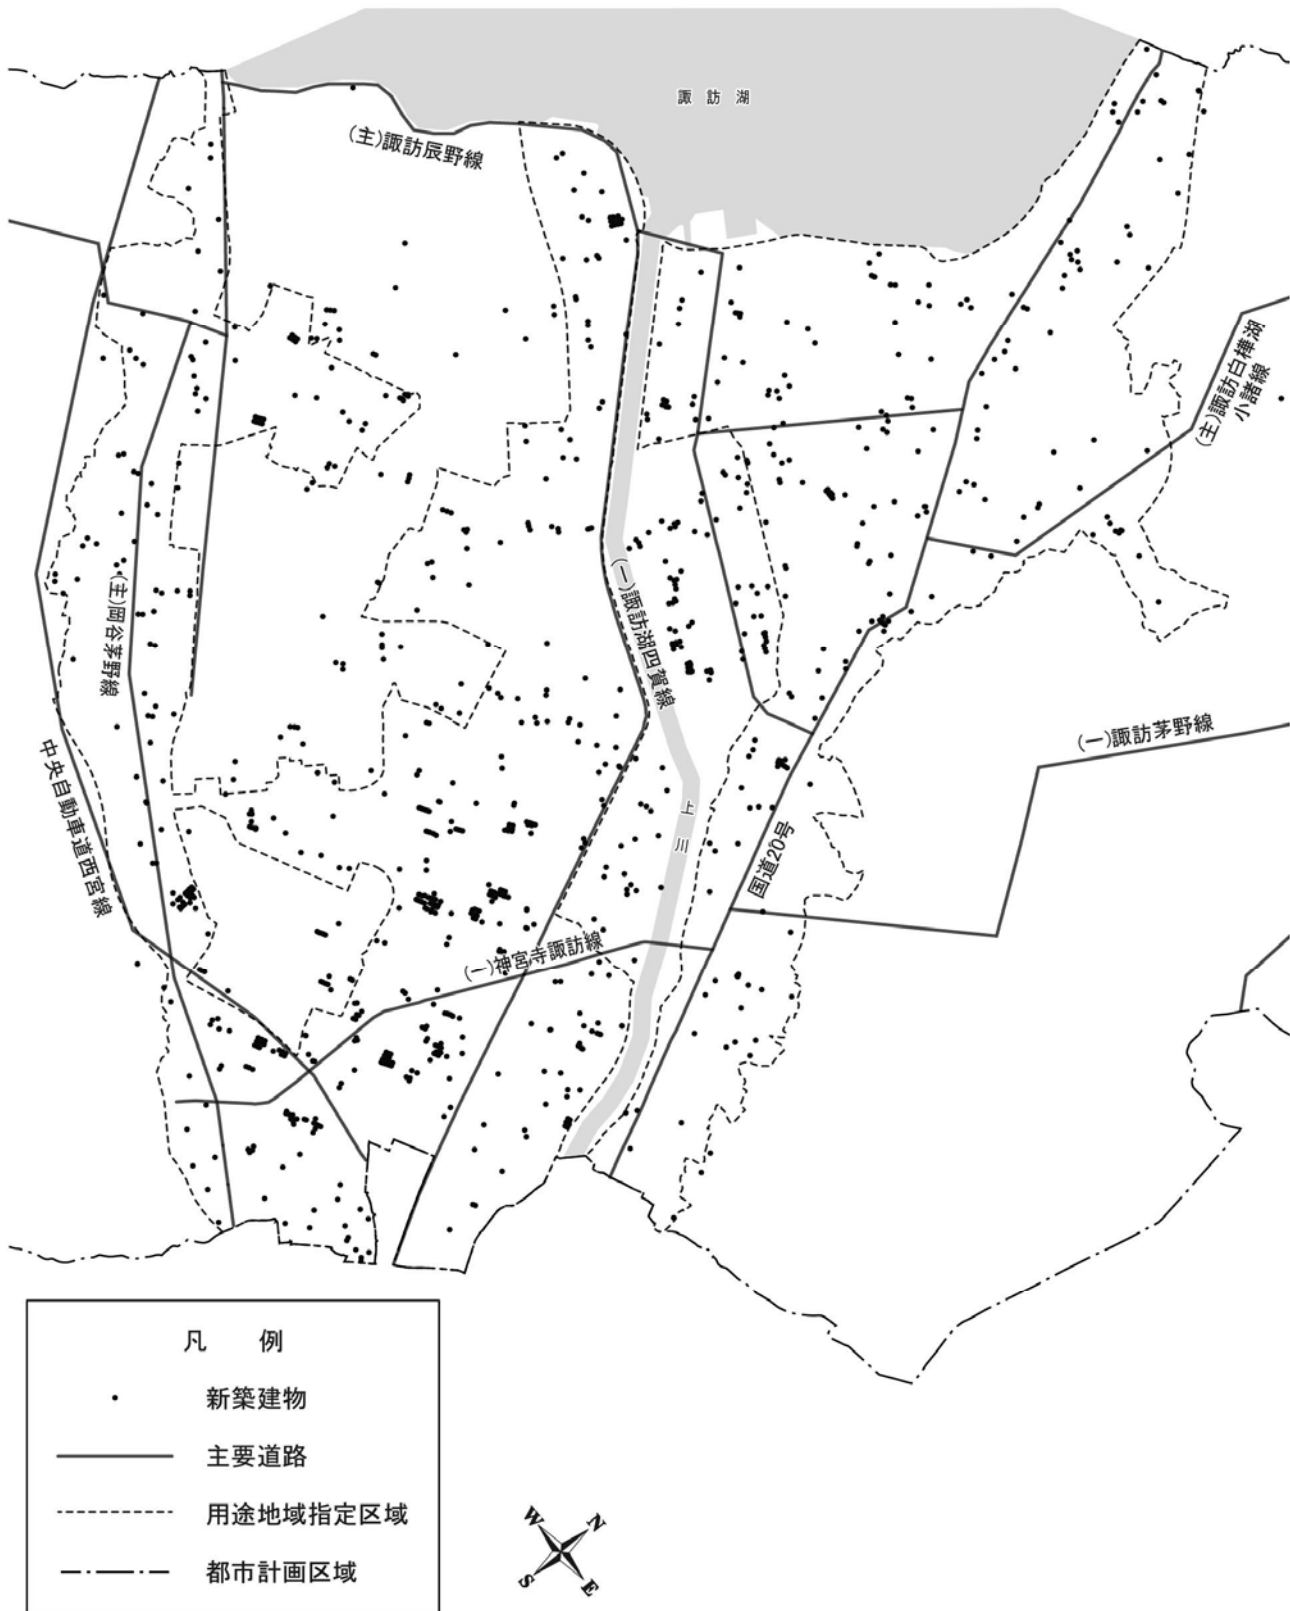 諏訪湖
(主)諏訪辰野線
(主)諏訪白樺湖
小諸線
(主)岡谷茅野線
(一)諏訪湖四賀線
(一)諏訪茅野線
中央自動車道西宮線
上川
国道20号
(一)神宮寺諏訪線
凡 例
新築建物
主要道路
用途地域指定区域
都市計画区域
W
N
S
E